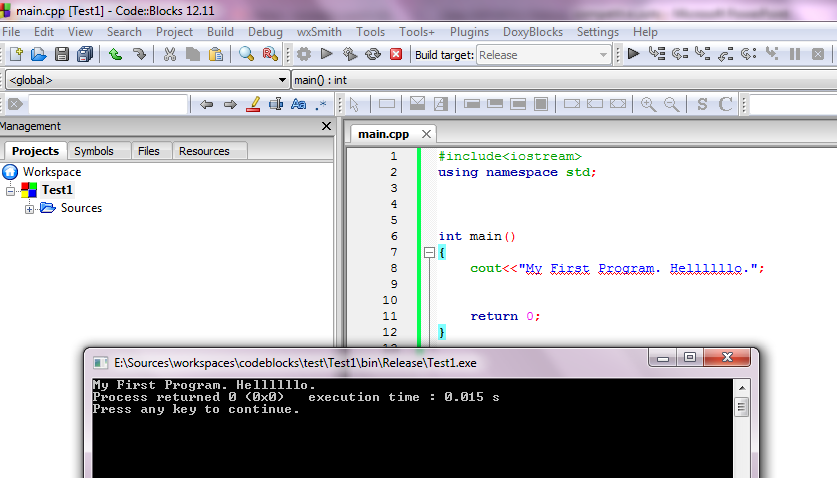 main.cpp [Test1] - Code::Blocks 12.11
File Edit View Search Project Build Debug wxSmith Tools Tools+ Plugins DoxyBlocks Settings Help
Build target: Release
<global> main() : int
Aa .* S C
Management
main.cpp
Projects Symbols Files Resources
Workspace
Test1
Sources
1 #include<iostream>
2 using namespace std;
3
4
5
6 int main()
7 {
8 cout<<"My First Program. Hellllllo.";
9
10
11 return 0;
12 }
E:\Sources\workspaces\codeblocks\test\Test1\bin\Release\Test1.exe
My First Program. Hellllllo.
Process returned 0 (0x0) execution time : 0.015 s
Press any key to continue.